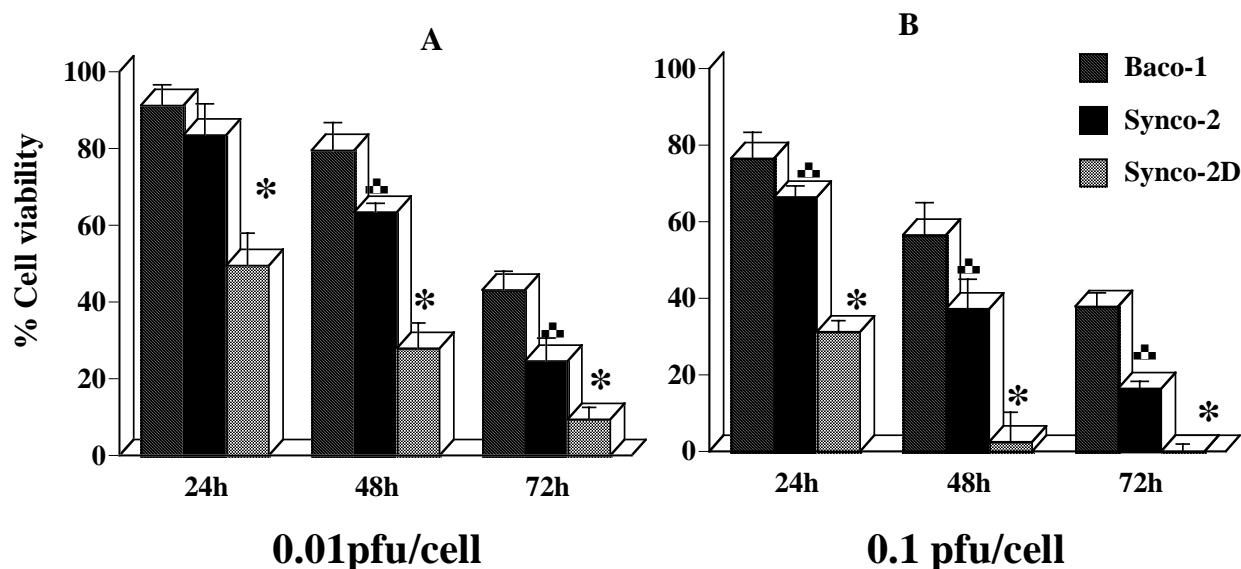 A
% Cell viability
100
80
60
40
20
0
*
*
*
24h
48h
72h
0.01pfu/cell
B
100
80
60
40
20
0
*
*
*
24h
48h
72h
0.1 pfu/cell
Baco-1
Synco-2
Synco-2D